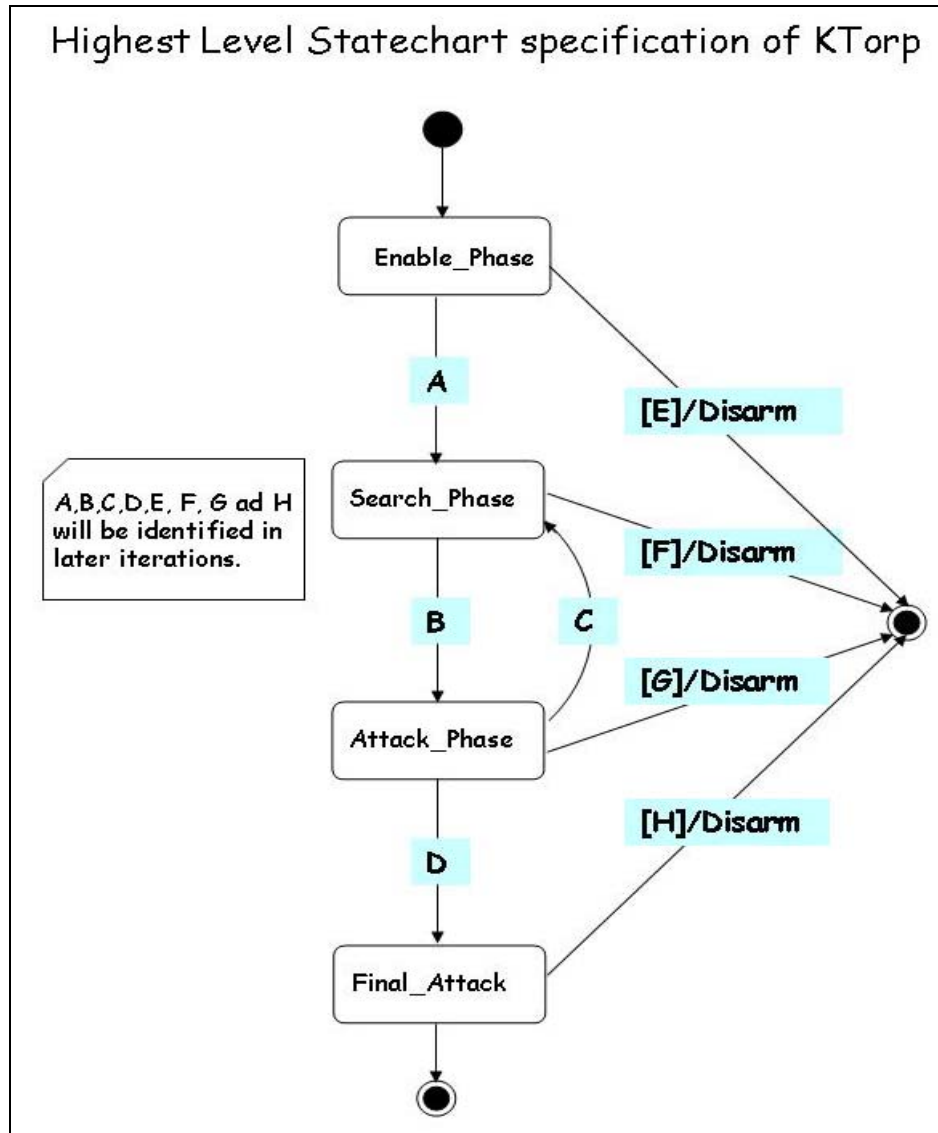 Highest Level Statechart specification of KTorp
Enable_Phase
A
[E]/Disarm
Search_Phase
A,B,C,D,E, F, G ad H
will be identified in
later iterations.
[F]/Disarm
B
C
[G]/Disarm
Attack_Phase
[H]/Disarm
D
Final_Attack